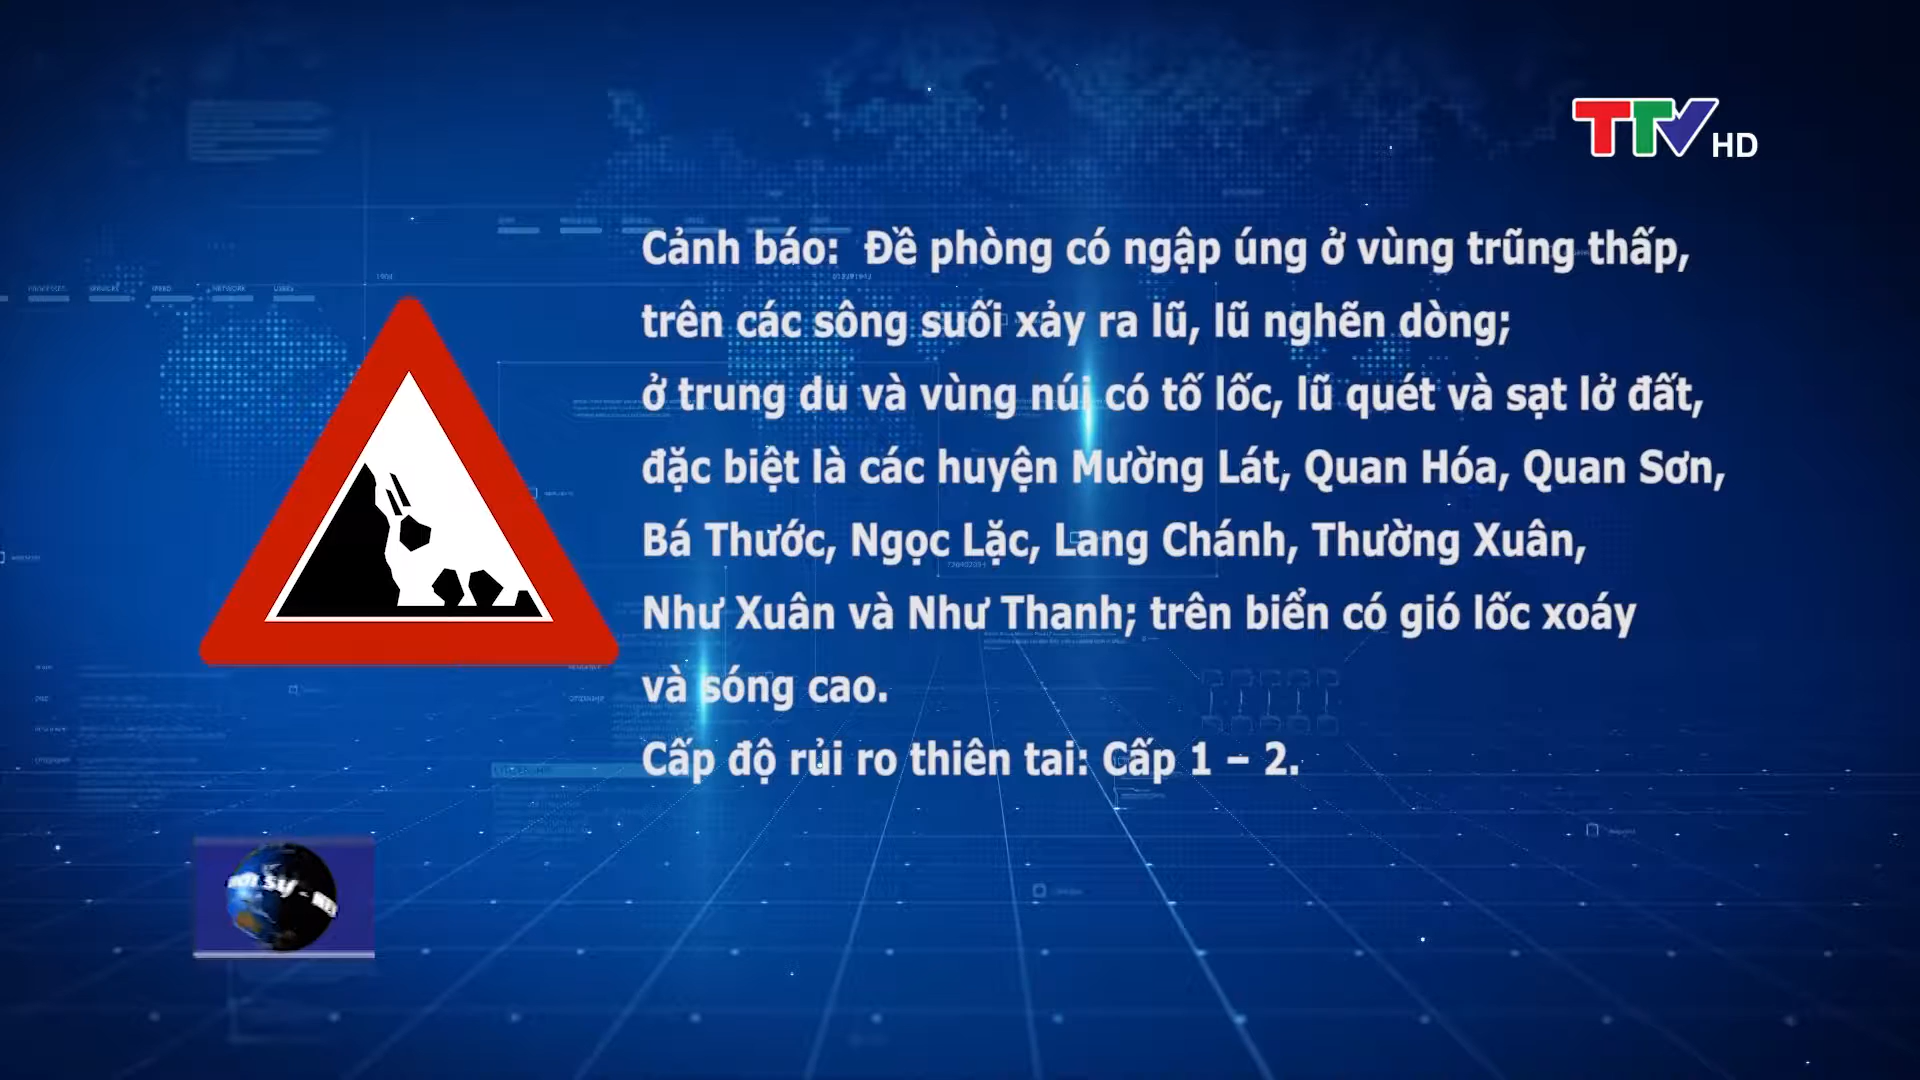 TTV HD
Cảnh báo: Đề phòng có ngập úng ở vùng trũng thấp,
trên các sông suối xảy ra lũ, lũ nghẽn dòng;
ở trung du và vùng núi có tố lốc, lũ quét và sạt lở đất,
đặc biệt là các huyện Mường Lát, Quan Hóa, Quan Sơn,
Bá Thước, Ngọc Lặc, Lang Chánh, Thường Xuân,
Như Xuân và Như Thanh; trên biển có gió lốc xoáy
và sóng cao.
Cấp độ rủi ro thiên tai: Cấp 1 – 2.